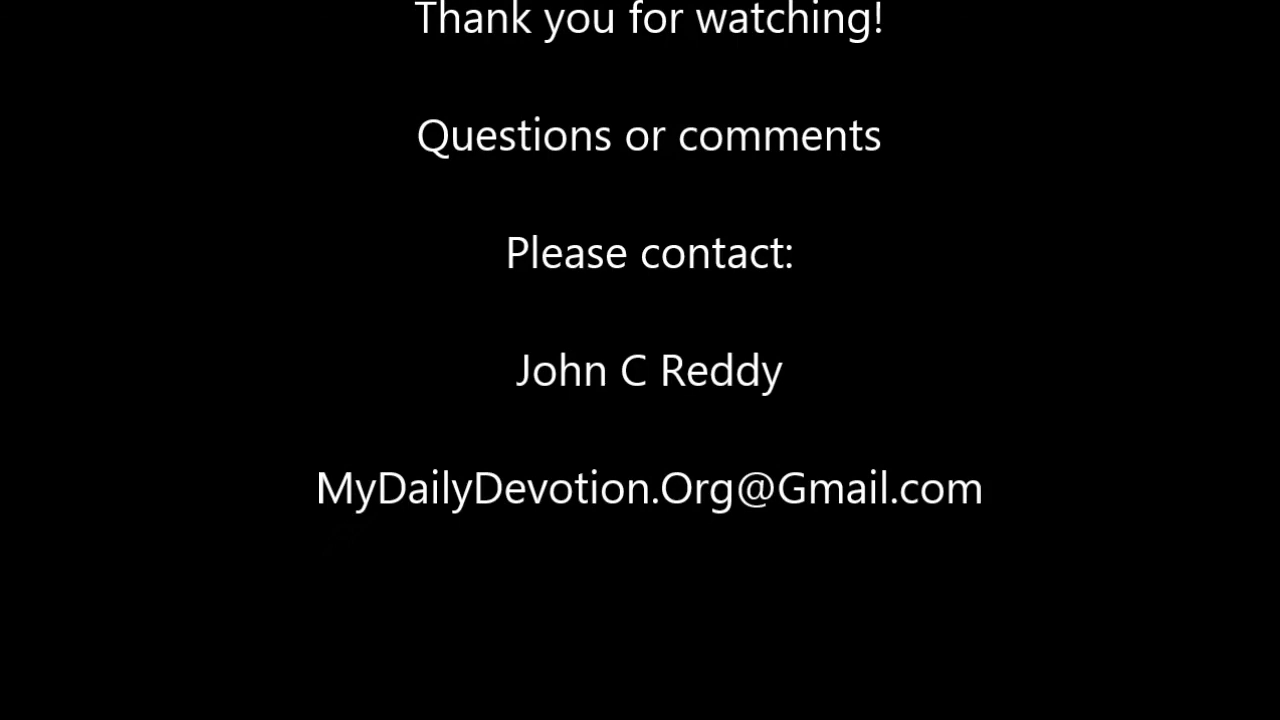 Thank you for watching!
Questions or comments
Please contact:
John C Reddy
MyDailyDevotion.Org@Gmail.com